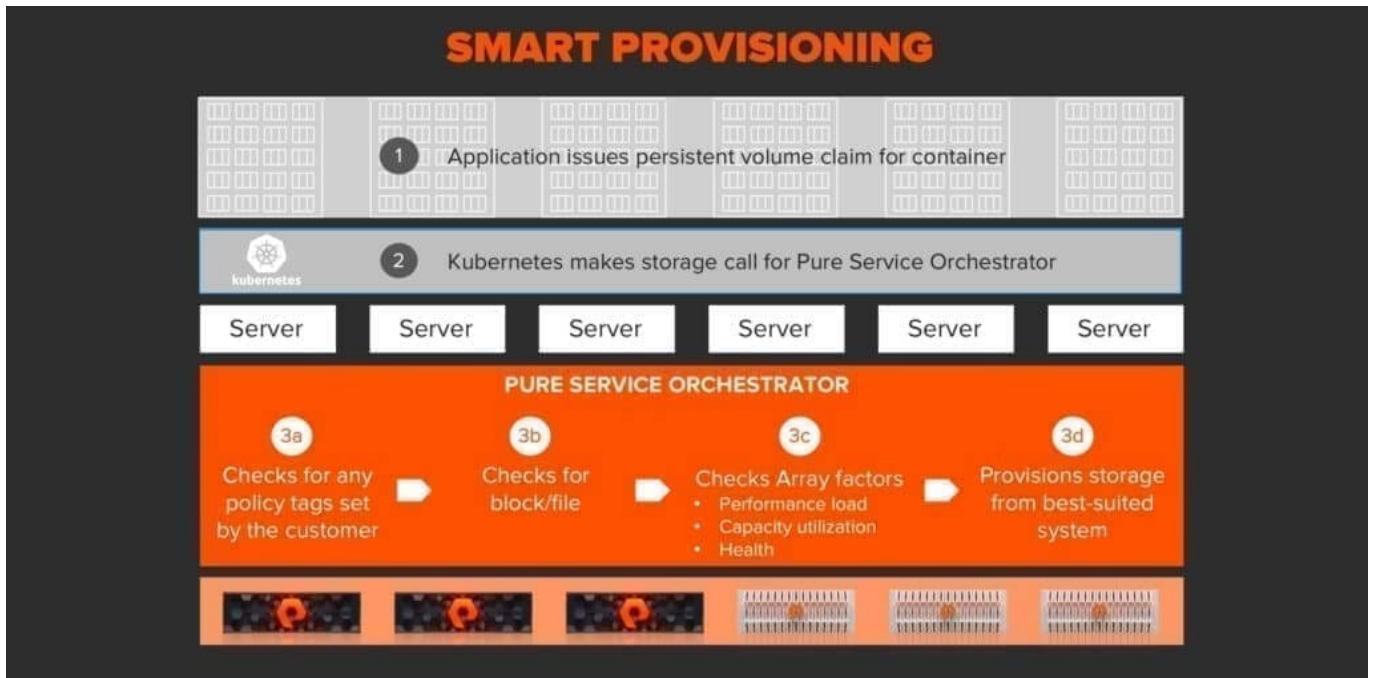 SMART PROVISIONING
1
Application issues persistent volume claim for container
kubernetes
2
Kubernetes makes storage call for Pure Service Orchestrator
Server
Server
Server
Server
Server
Server
PURE SERVICE ORCHESTRATOR
3a
Checks for any
policy tags set
by the customer
3b
Checks for
block/file
3c
Checks Array factors
• Performance load
• Capacity utilization
• Health
3d
Provisions storage
from best-suited
system